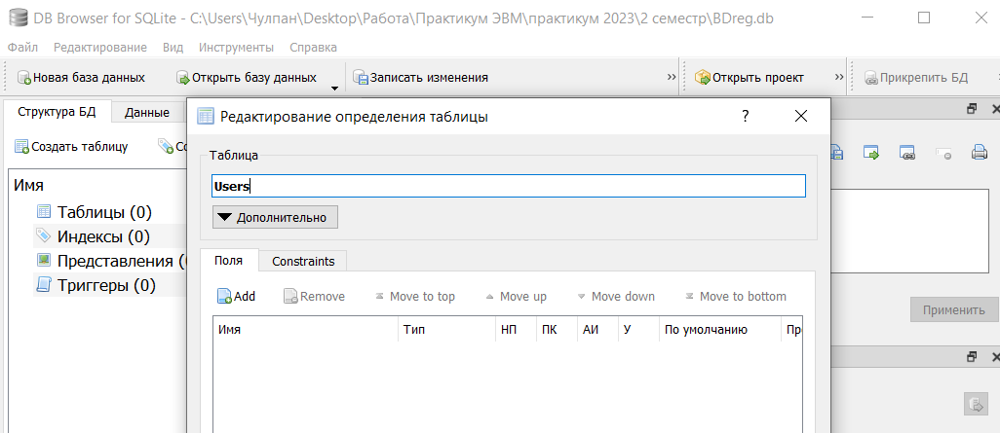 DB Browser for SQLite - C:\Users\Чулпан\Desktop\Работа\Практикум ЭВМ\практикум 2023\2 семестр\BDreg.db
Файл Редактирование Вид Инструменты Справка
Новая база данных Открыть базу данных Записать изменения » Открыть проект » Прикрепить БД
Структура БД Данные
Редактирование определения таблицы ?
Создать таблицу
Таблица
Users
Дополнительно
Имя
Таблицы (0)
Индексы (0)
Представления (
Триггеры (0)
Поля Constraints
Add Remove Move to top Move up Move down Move to bottom
Применить
Имя Тип НП ПК АИ У По умолчанию